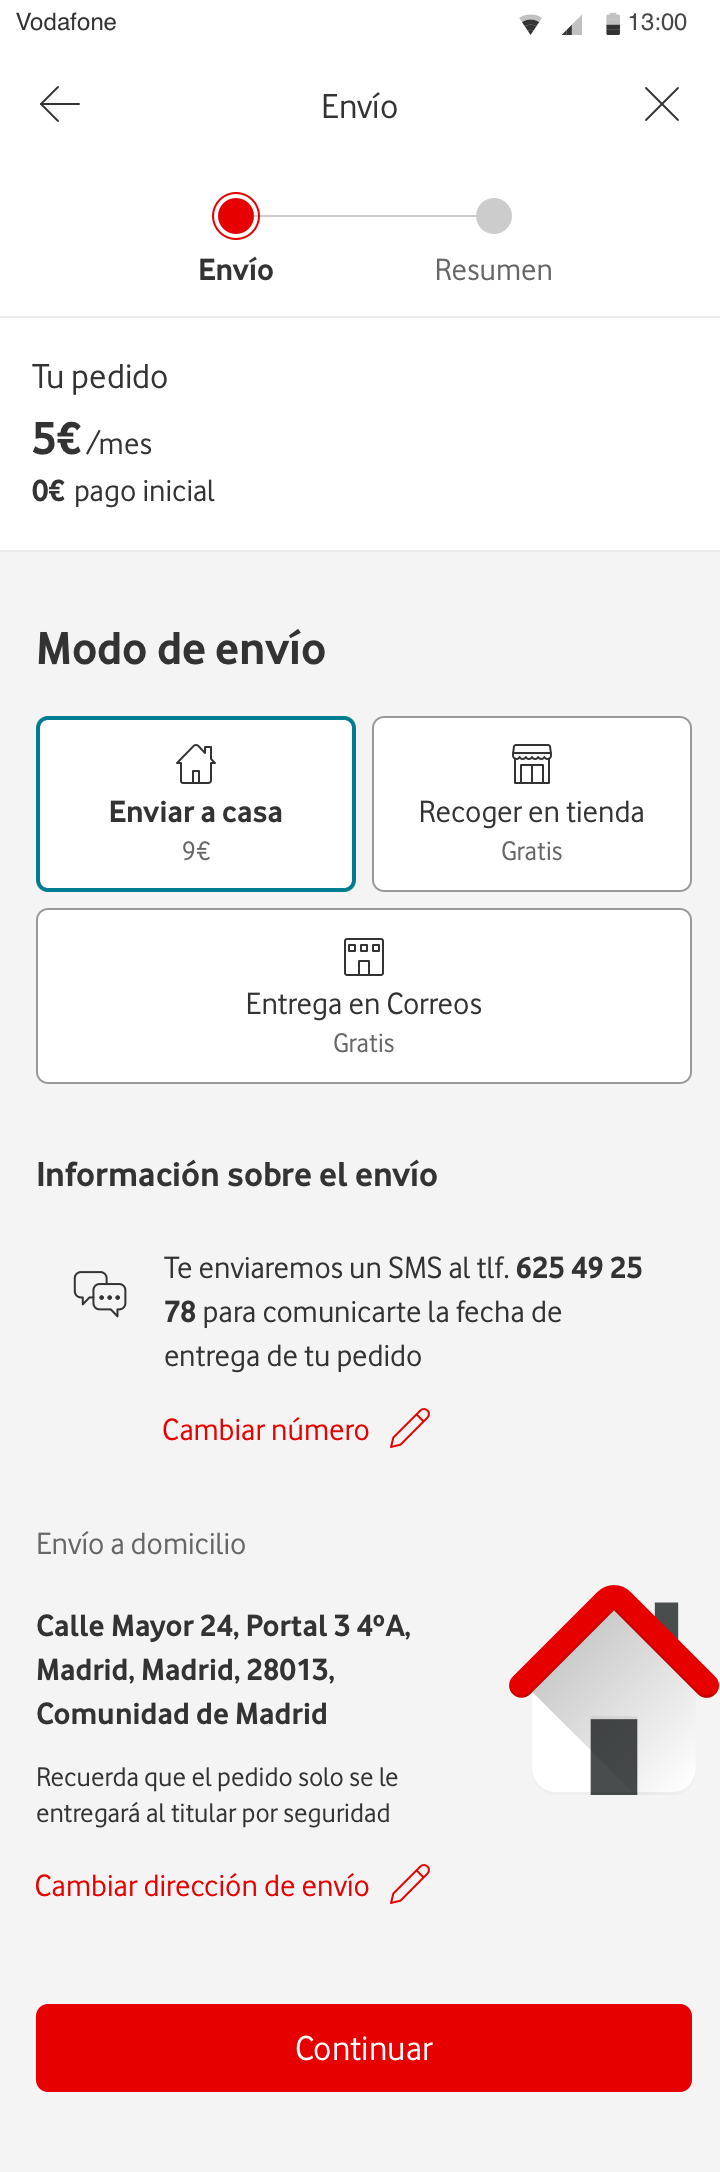 Vodafone
13:00
Envío
Envío
Resumen
Tu pedido
5€/mes
0€ pago inicial
Modo de envío
Enviar a casa
9€
Recoger en tienda
Gratis
Entrega en Correos
Gratis
Información sobre el envío
Te enviaremos un SMS al tlf. 625 49 25
78 para comunicarte la fecha de
entrega de tu pedido
Cambiar número
Envío a domicilio
Calle Mayor 24, Portal 3 4ºA,
Madrid, Madrid, 28013,
Comunidad de Madrid
Recuerda que el pedido solo se le
entregará al titular por seguridad
Cambiar dirección de envío
Continuar